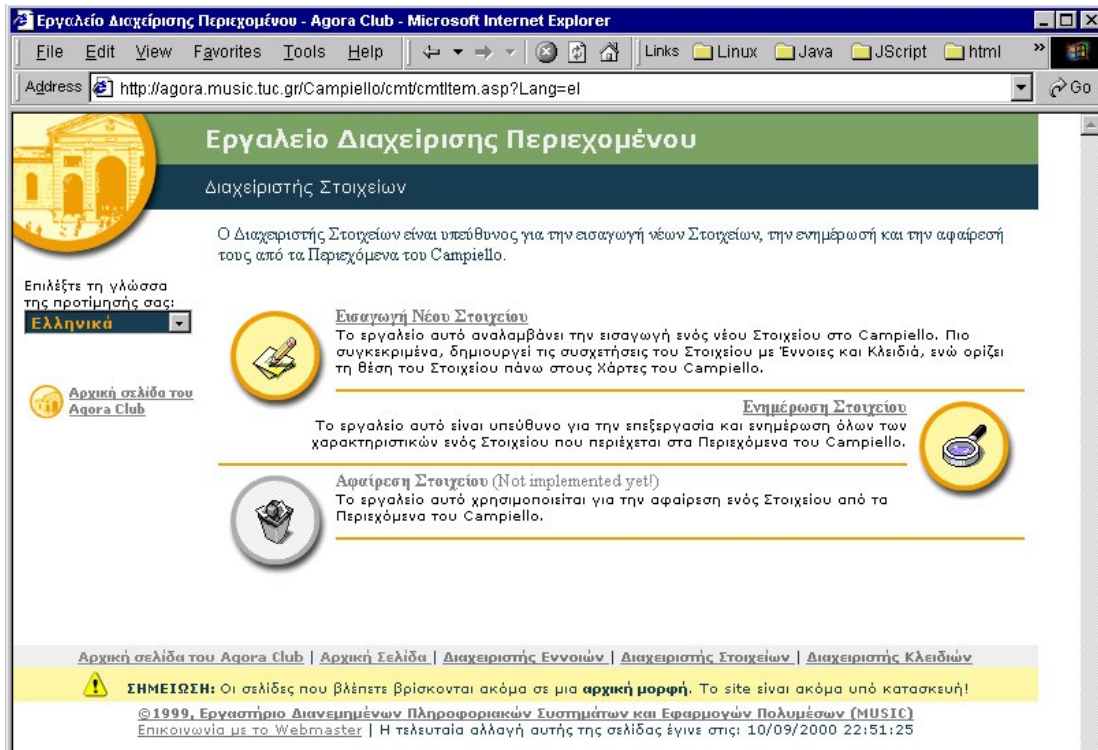 Εργαλείο Διαχείρισης Περιεχομένου - Agora Club - Microsoft Internet Explorer
File Edit View Favorites Tools Help Links Linux Java JScript html »
Address http://agora.music.tuc.gr/Campiello/cmt/cmtItem.asp?Lang=el Go
Εργαλείο Διαχείρισης Περιεχομένου
Διαχείριστής Στοιχείων
Ο Διαχειριστής Στοιχείων είναι υπεύθυνος για την εισαγωγή νέων Στοιχείων, την ενημέρωσή και την αφαίρεσή
τους από τα Περιεχόμενα του Campiello.
Επιλέξτε τη γλώσσα
της προτίμησής σας:
Ελληνικά
Αρχική σελίδα του
Agora Club
Εισαγωγή Νέου Στοιχείου
Το εργαλείο αυτό αναλαμβάνει την εισαγωγή ενός νέου Στοιχείου στο Campiello. Πιο
συγκεκριμένα, δημιουργεί τις συσχετήσεις του Στοιχείου με Έννοιες και Κλειδιά, ενώ ορίζει
τη θέση του Στοιχείου πάνω στους Χάρτες του Campiello.
Ενημέρωση Στοιχείου
Το εργαλείο αυτό είναι υπεύθυνο για την επεξεργασία και ενημέρωση όλων των
χαρακτηριστικών ενός Στοιχείου που περιέχεται στα Περιεχόμενα του Campiello.
Αφαίρεση Στοιχείου (Not implemented yet!)
Το εργαλείο αυτό χρησιμοποιείται για την αφαίρεση ενός Στοιχείου από τα
Περιεχόμενα του Campiello.
Αρχική σελίδα του Agora Club | Αρχική Σελίδα | Διαχειριστής Εννοιών | Διαχειριστής Στοιχείων | Διαχειριστής Κλειδιών
ΣΗΜΕΙΩΣΗ: Οι σελίδες που βλέπετε βρίσκονται ακόμα σε μια αρχική μορφή. Το site είναι ακόμα υπό κατασκευή!
©1999, Εργαστήριο Διανεμημένων Πληροφοριακών Συστημάτων και Εφαρμογών Πολυμέσων (MUSIC)
Επικοινωνία με το Webmaster | Η τελευταία αλλαγή αυτής της σελίδας έγινε στις: 10/09/2000 22:51:25